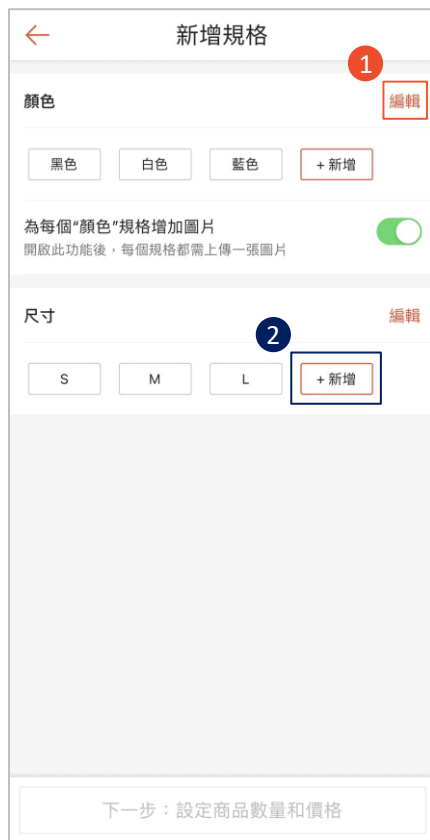 新增規格
1
顏色 編輯
黑色 白色 藍色 + 新增
為每個“顏色”規格增加圖片
開啟此功能後，每個規格都需上傳一張圖片
尺寸 編輯
2
S M L + 新增
下一步：設定商品數量和價格